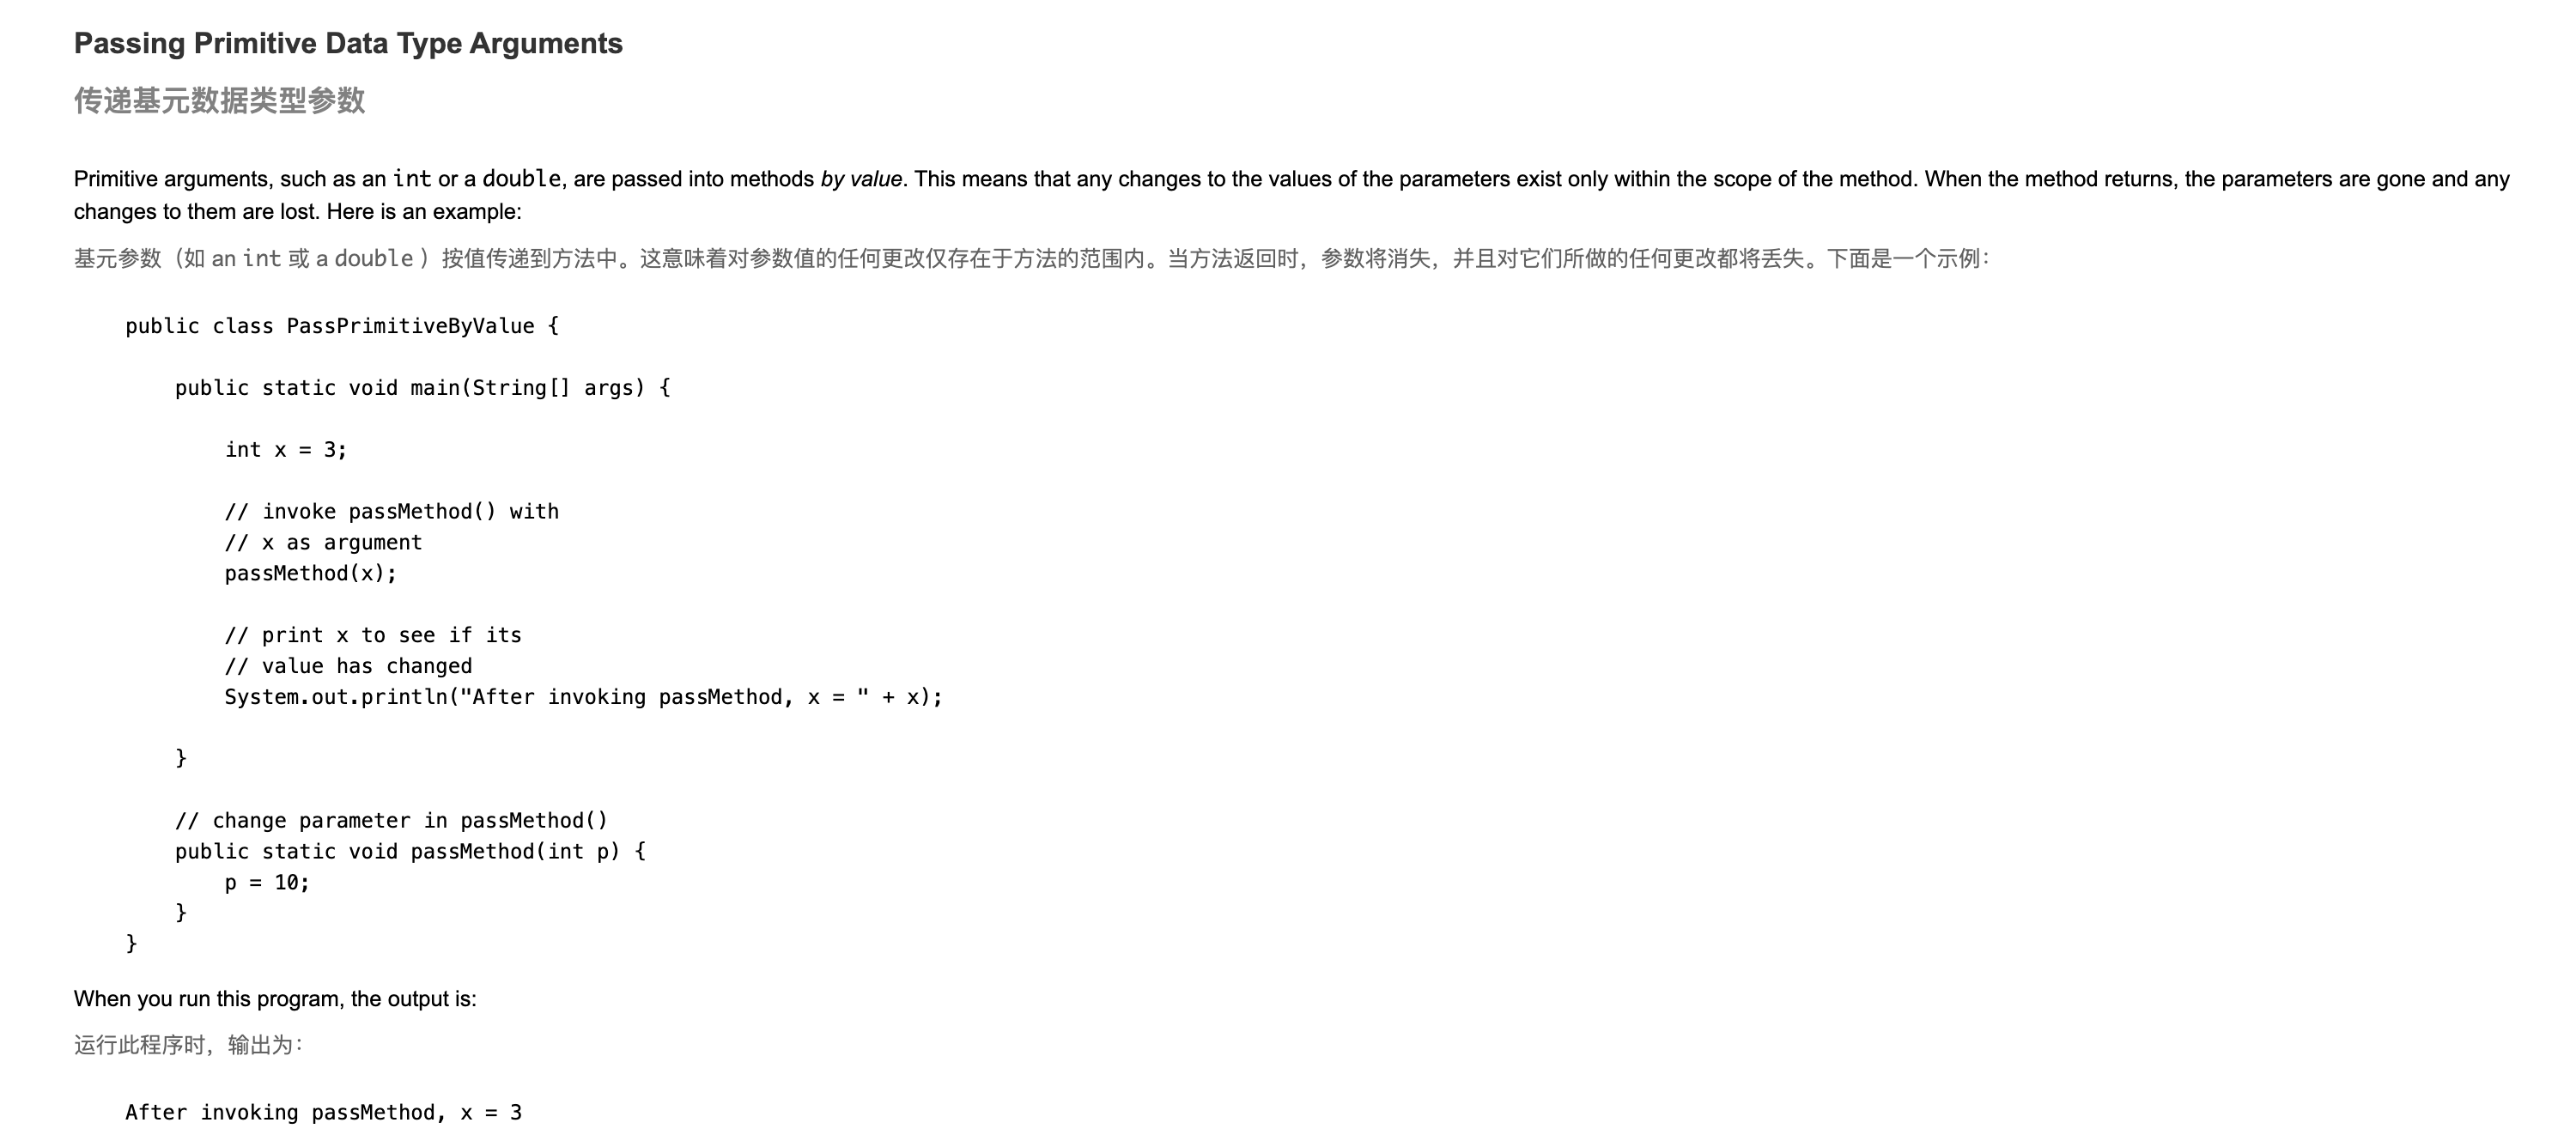 Passing Primitive Data Type Arguments
传递基元数据类型参数
Primitive arguments, such as an int or a double, are passed into methods by value. This means that any changes to the values of the parameters exist only within the scope of the method. When the method returns, the parameters are gone and any
changes to them are lost. Here is an example:
基元参数（如 an int 或 a double ）按值传递到方法中。这意味着对参数值的任何更改仅存在于方法的范围内。当方法返回时，参数将消失，并且对它们所做的任何更改都将丢失。下面是一个示例：
public class PassPrimitiveByValue {
public static void main(String[] args) {
int x = 3;
// invoke passMethod() with
// x as argument
passMethod(x);
// print x to see if its
// value has changed
System.out.println("After invoking passMethod, x = " + x);
}
// change parameter in passMethod()
public static void passMethod(int p) {
p = 10;
}
}
When you run this program, the output is:
运行此程序时，输出为：
After invoking passMethod, x = 3